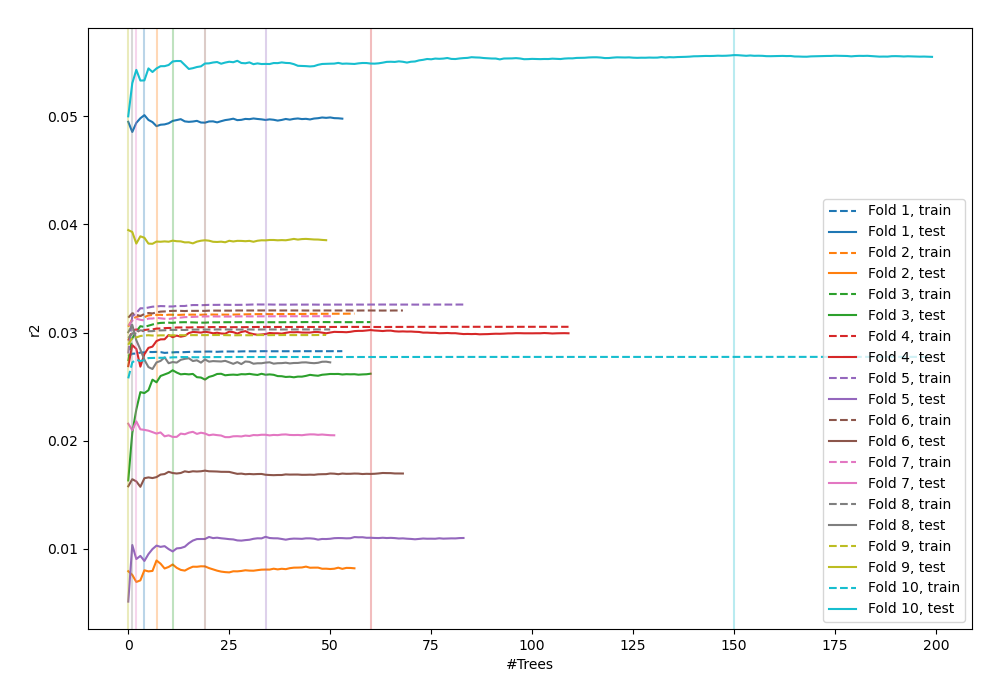 0.05
0.04
0.03
0.02
0.01
r2
0
25
50
75
100
125
150
175
200
#Trees
Fold 1, train
Fold 1, test
Fold 2, train
Fold 2, test
Fold 3, train
Fold 3, test
Fold 4, train
Fold 4, test
Fold 5, train
Fold 5, test
Fold 6, train
Fold 6, test
Fold 7, train
Fold 7, test
Fold 8, train
Fold 8, test
Fold 9, train
Fold 9, test
Fold 10, train
Fold 10, test